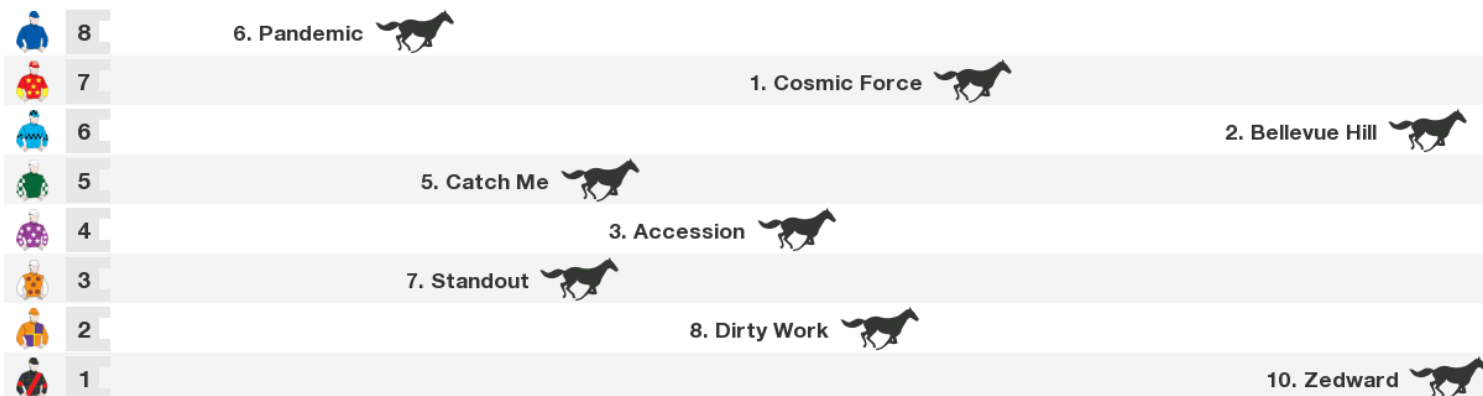 8 6. Pandemic
7 1. Cosmic Force
6 2. Bellevue Hill
5 5. Catch Me
4 3. Accession
3 7. Standout
2 8. Dirty Work
1 10. Zedward